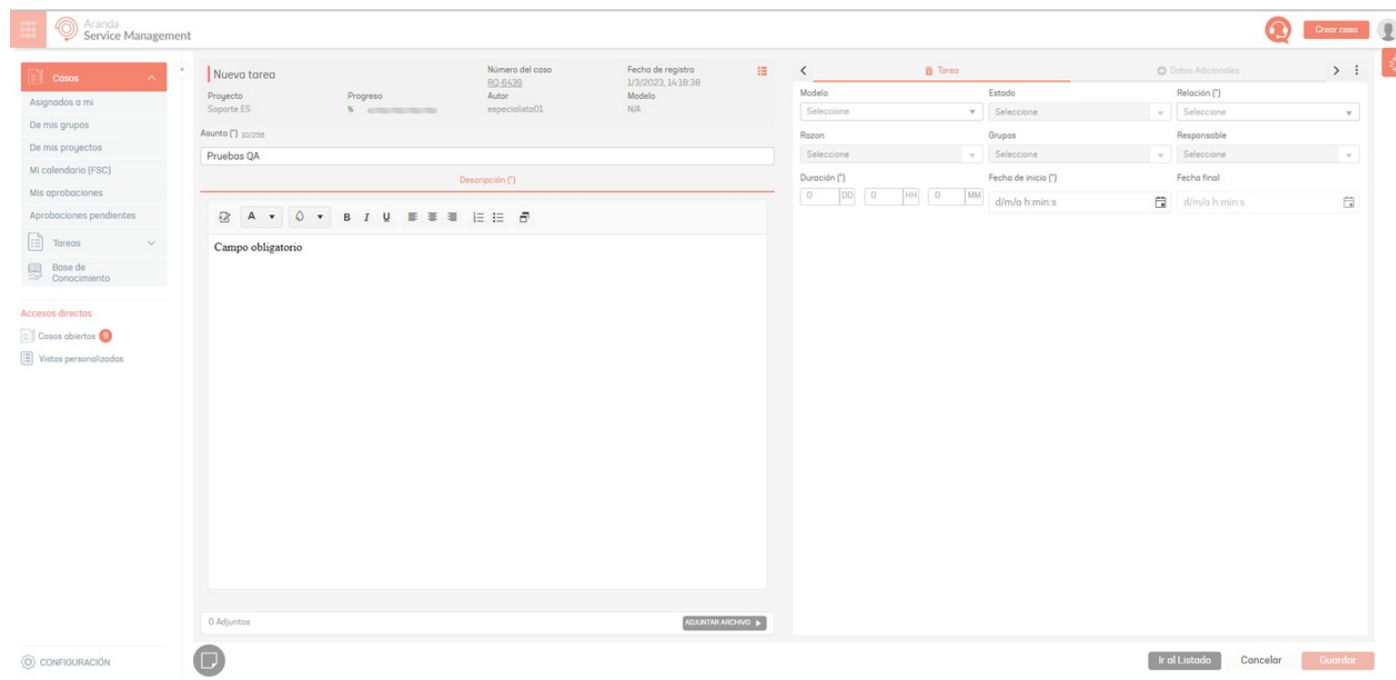 Aranda
Service Management
Crear caso
Casos
Asignados a mi
De mis grupos
De mis proyectos
Mi calendario (FSC)
Mis aprobaciones
Aprobaciones pendientes
Tareas
Base de
Conocimiento
Accesos directos
Casos abiertos
Vistas personalizadas
CONFIGURACIÓN
Nueva tarea
Número del caso
RQ-6439
Fecha de registro
1/3/2023, 14:18:38
Proyecto
Soporte ES
Progreso
%
Autor
especialista01
Modelo
N/A
Asunto (*) 10/256
Pruebas QA
Descripción (*)
A
B I U
Campo obligatorio
0 Adjuntos
ADJUNTAR ARCHIVO
Tarea
Datos Adicionales
Modelo
Seleccione
Estado
Seleccione
Relación (*)
Seleccione
Razon
Seleccione
Grupos
Seleccione
Responsable
Seleccione
Duración (*)
0 DD 0 HH 0 MM
Fecha de inicio (*)
d/m/a h:min:s
Fecha final
d/m/a h:min:s
Ir al Listado
Cancelar
Guardar